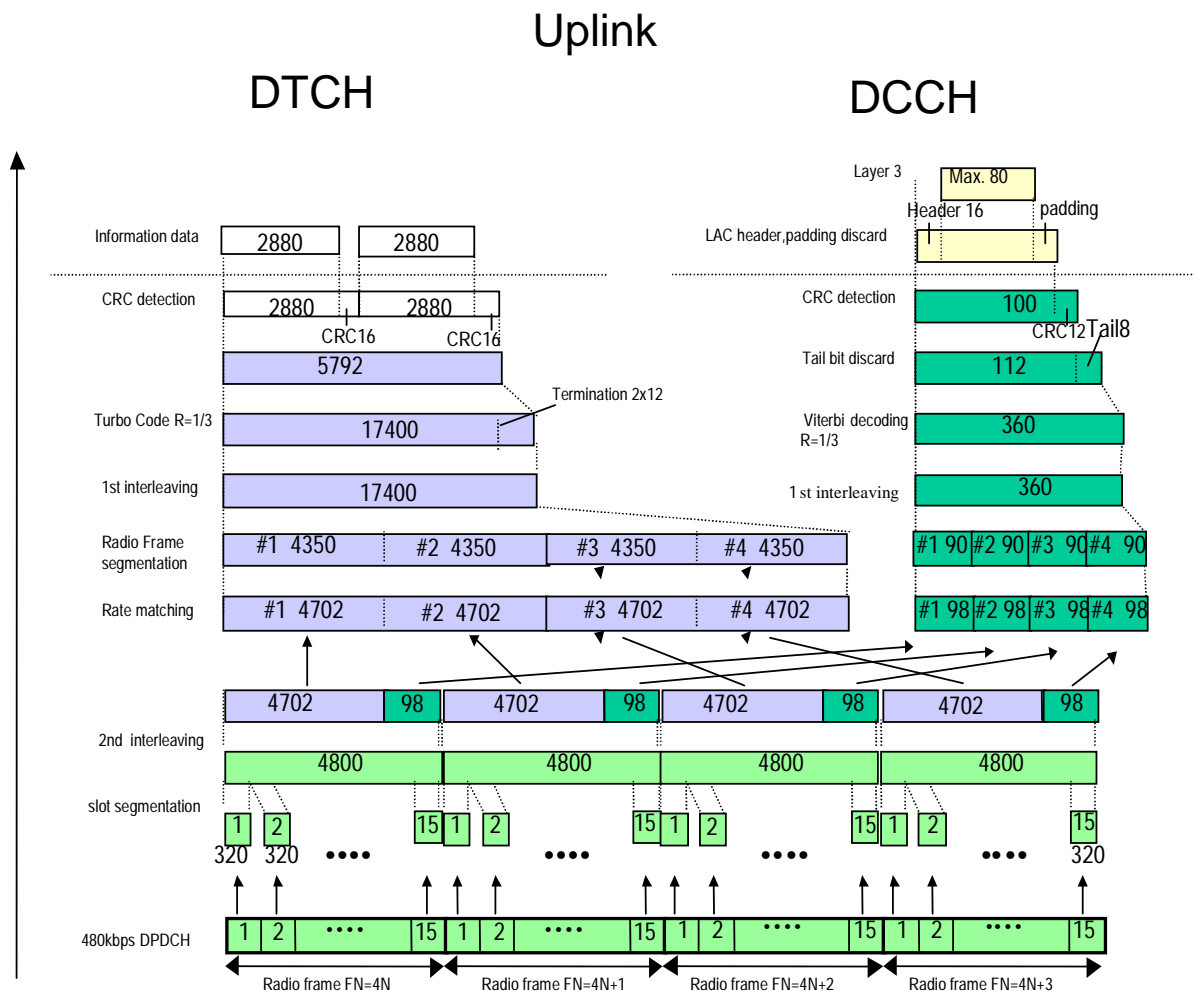 Uplink
DTCH
DCCH
Layer 3
Max. 80
Header 16
padding
Information data
2880
2880
LAC header,padding discard
CRC detection
2880
2880
CRC16
CRC16
CRC detection
100
CRC12
Tail8
5792
Tail bit discard
112
Termination 2x12
Turbo Code R=1/3
17400
Viterbi decoding
R=1/3
360
1st interleaving
17400
1st interleaving
360
Radio Frame
segmentation
#1 4350
#2 4350
#3 4350
#4 4350
#1 90
#2 90
#3 90
#4 90
Rate matching
#1 4702
#2 4702
#3 4702
#4 4702
#1 98
#2 98
#3 98
#4 98
4702
98
4702
98
4702
98
4702
98
2nd interleaving
4800
4800
4800
4800
slot segmentation
1
2
15
1
2
15
1
2
15
1
2
15
320
320
••••
••••
••••
••••
320
480kbps DPDCH
1
2
••••
15
1
2
••••
15
1
2
••••
15
1
2
••••
15
Radio frame FN=4N
Radio frame FN=4N+1
Radio frame FN=4N+2
Radio frame FN=4N+3